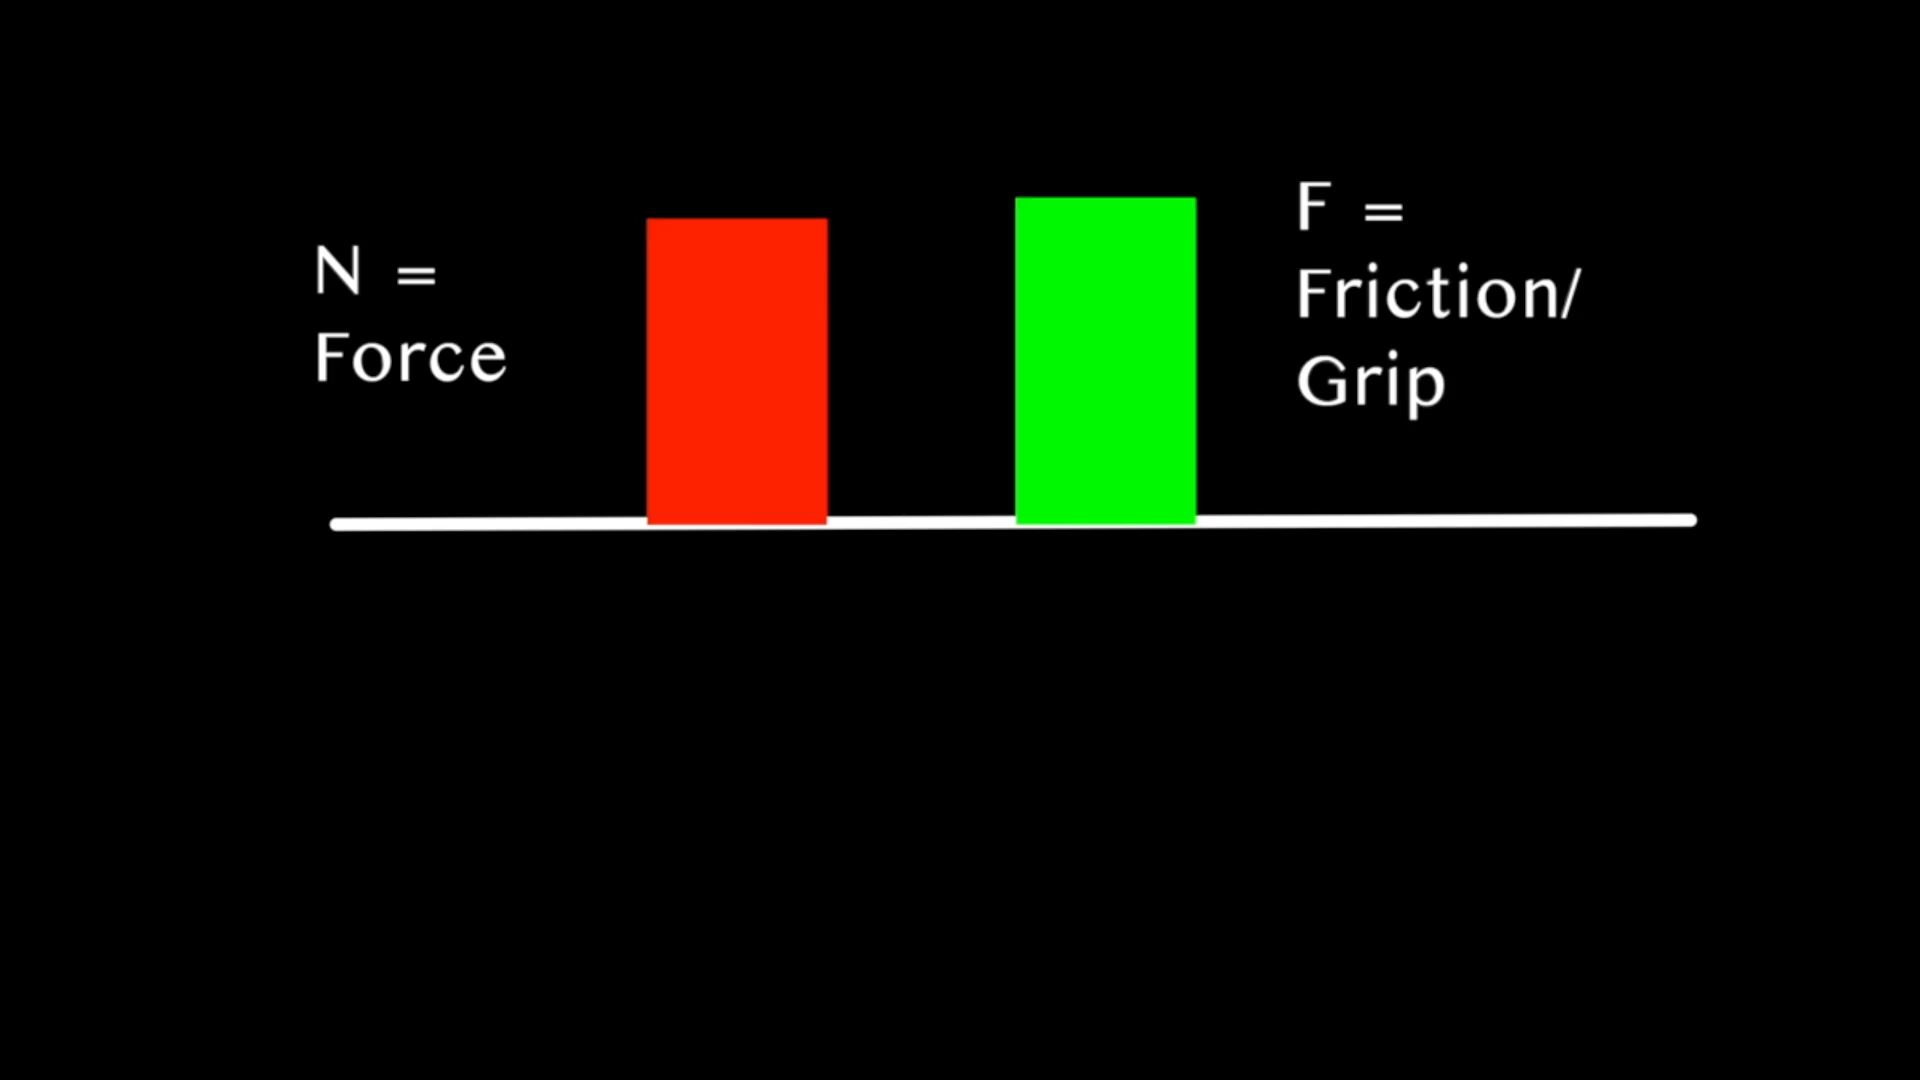 N =
Force
F =
Friction/
Grip